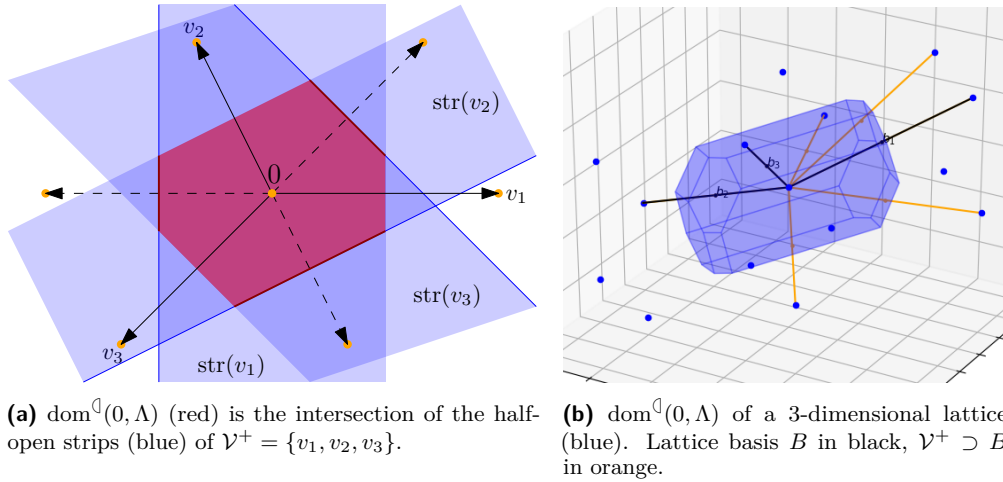 v₂
str(v₂)
0
v₁
str(v₃)
v₃
str(v₁)
b₁
b₃
b₂
(a) dom^⦇(0, Λ) (red) is the intersection of the half-
open strips (blue) of 𝒱⁺ = {v₁, v₂, v₃}.
(b) dom^⦇(0, Λ) of a 3-dimensional lattice
(blue). Lattice basis B in black, 𝒱⁺ ⊃ B
in orange.